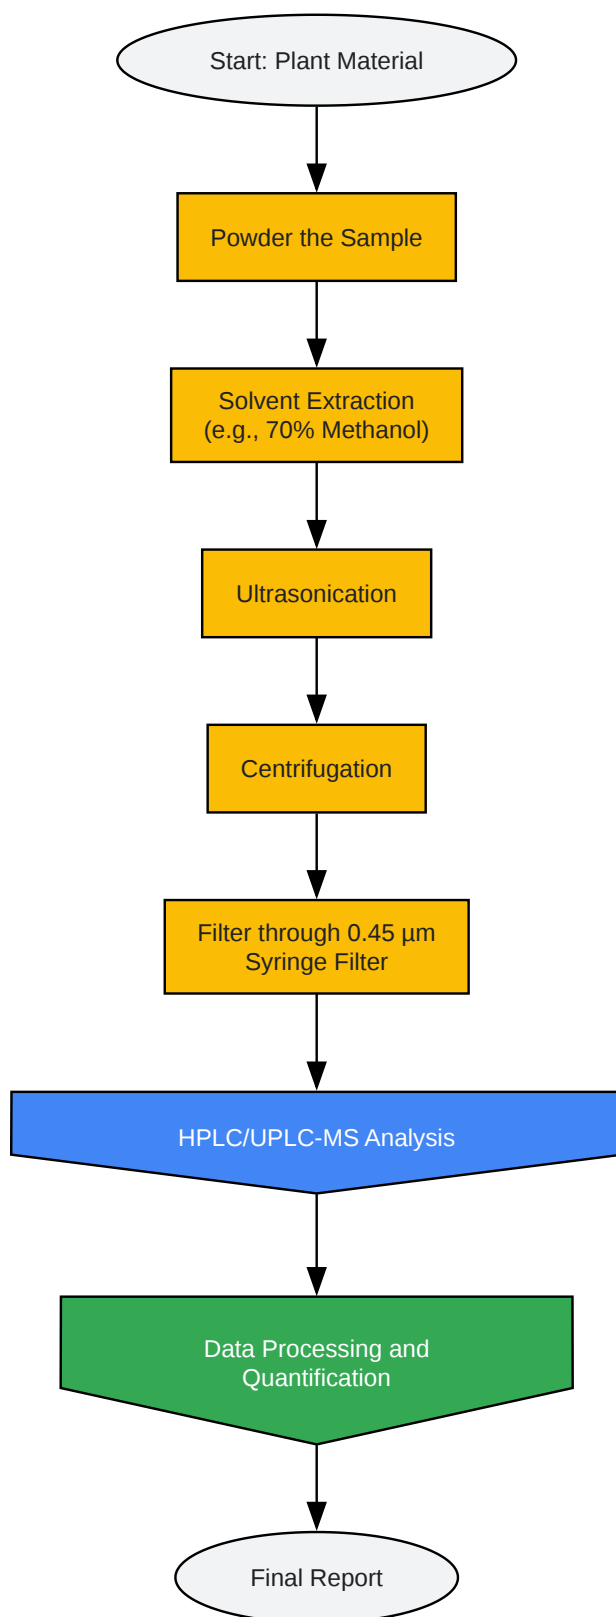 Start: Plant Material
Powder the Sample
Solvent Extraction
(e.g., 70% Methanol)
Ultrasonication
Centrifugation
Filter through 0.45 µm
Syringe Filter
HPLC/UPLC-MS Analysis
Data Processing and
Quantification
Final Report